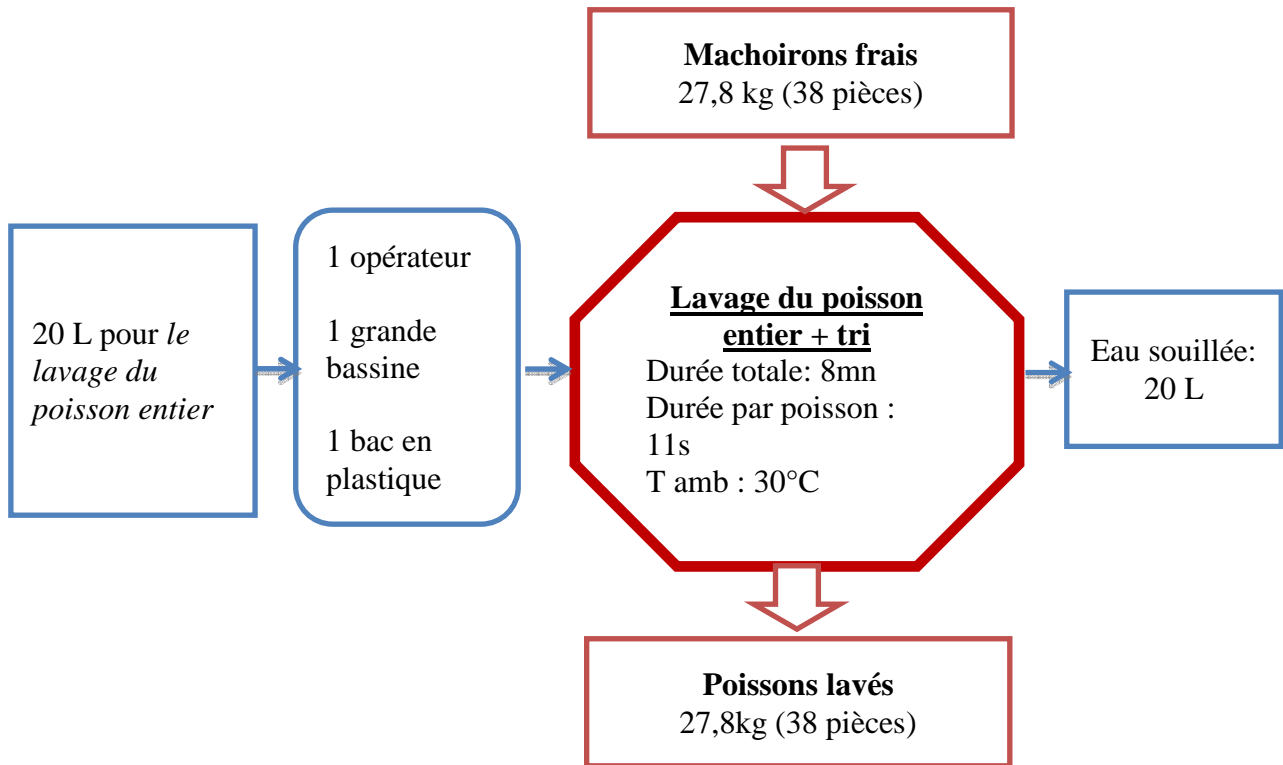 Machoirons frais
27,8 kg (38 pièces)
20 L pour le
lavage du
poisson entier
1 opérateur
1 grande
bassine
1 bac en
plastique
Lavage du poisson
entier + tri
Durée totale: 8mn
Durée par poisson :
11s
T amb : 30°C
Eau souillée:
20 L
Poissons lavés
27,8kg (38 pièces)